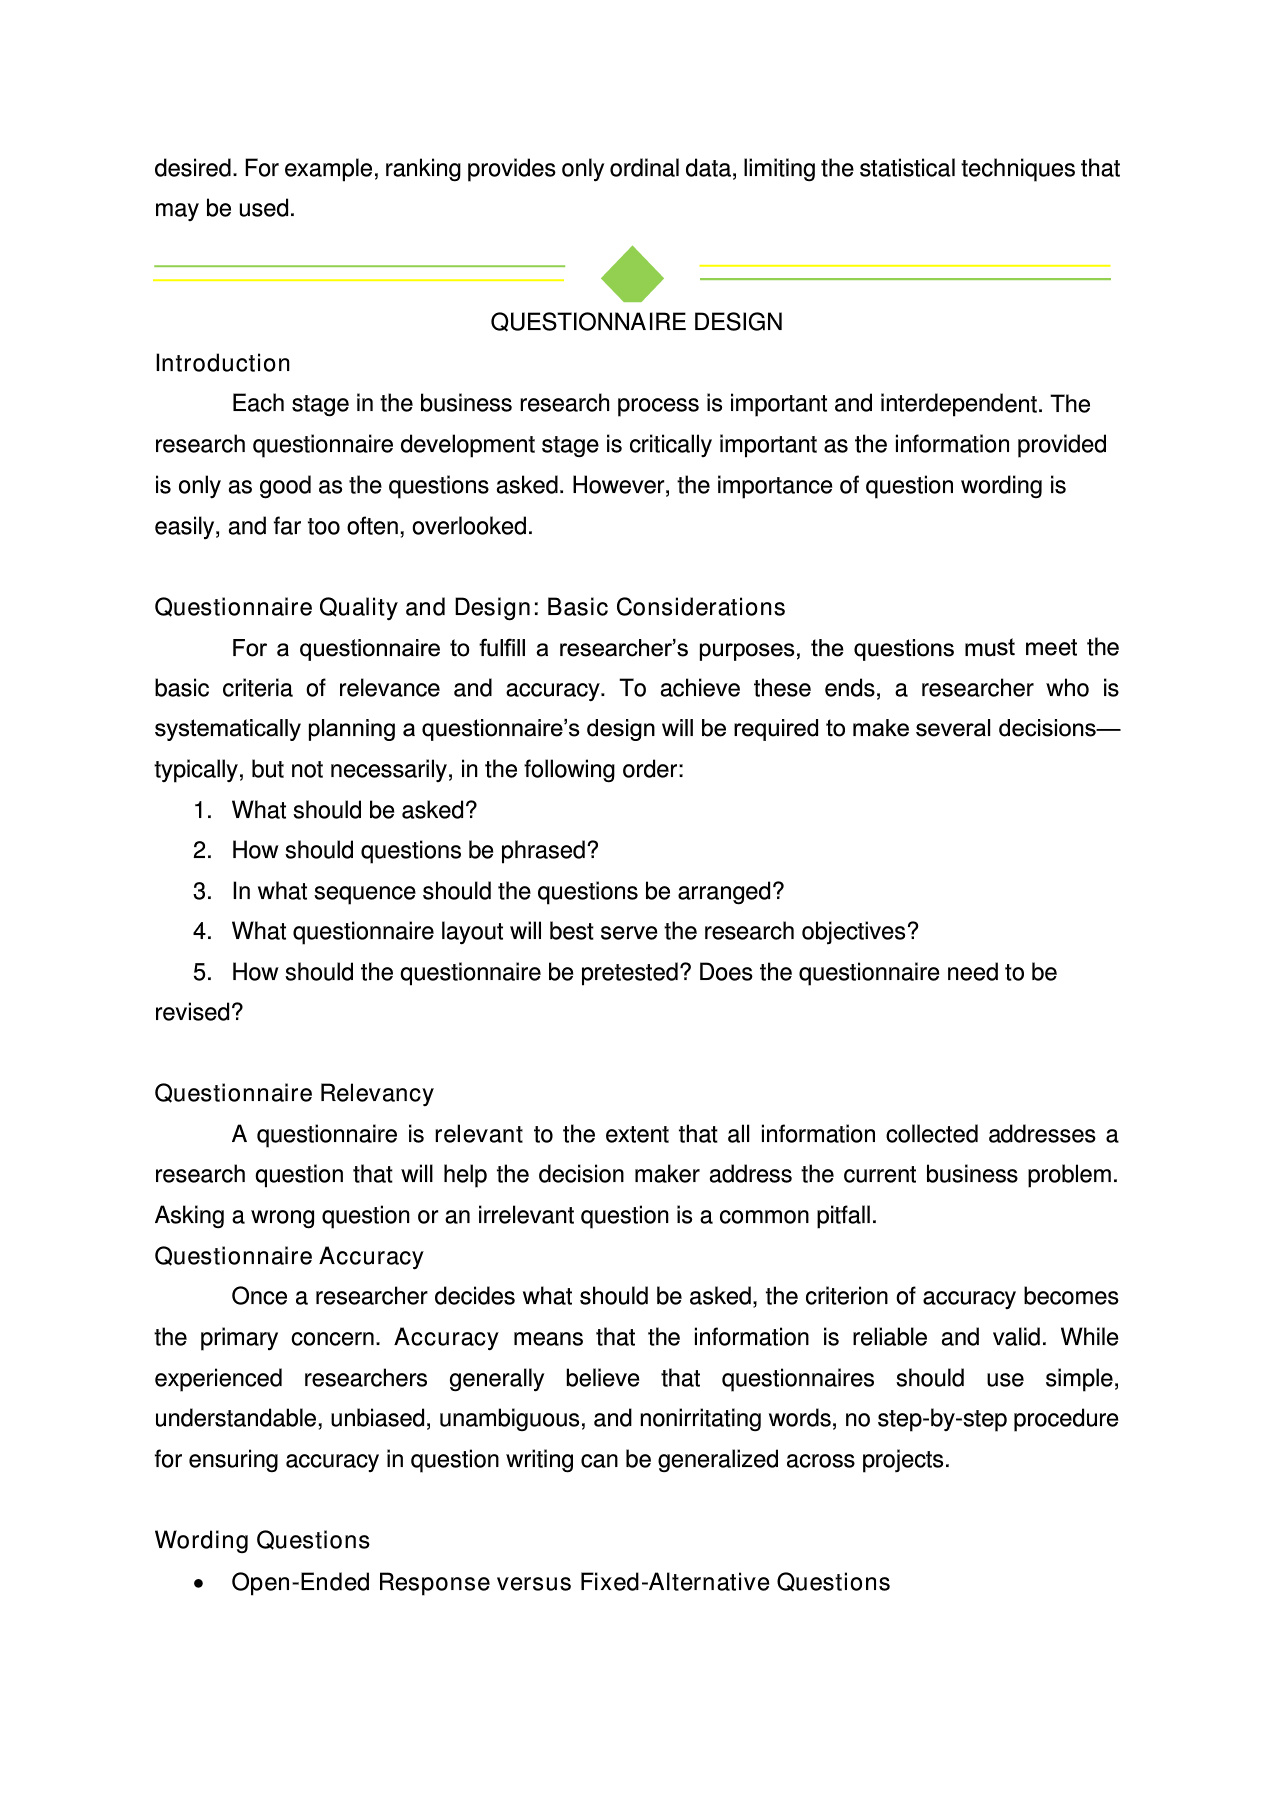 desired. For example, ranking provides only ordinal data, limiting the statistical techniques that
may be used.
QUESTIONNAIRE DESIGN
Introduction
Each stage in the business research process is important and interdependent. The
research questionnaire development stage is critically important as the information provided
is only as good as the questions asked. However, the importance of question wording is
easily, and far too often, overlooked.
Questionnaire Quality and Design: Basic Considerations
For a questionnaire to fulfill a researcher’s purposes, the questions must meet the
basic criteria of relevance and accuracy. To achieve these ends, a researcher who is
systematically planning a questionnaire’s design will be required to make several decisions—
typically, but not necessarily, in the following order:
1. What should be asked?
2. How should questions be phrased?
3. In what sequence should the questions be arranged?
4. What questionnaire layout will best serve the research objectives?
5. How should the questionnaire be pretested? Does the questionnaire need to be
revised?
Questionnaire Relevancy
A questionnaire is relevant to the extent that all information collected addresses a
research question that will help the decision maker address the current business problem.
Asking a wrong question or an irrelevant question is a common pitfall.
Questionnaire Accuracy
Once a researcher decides what should be asked, the criterion of accuracy becomes
the primary concern. Accuracy means that the information is reliable and valid. While
experienced researchers generally believe that questionnaires should use simple,
understandable, unbiased, unambiguous, and nonirritating words, no step-by-step procedure
for ensuring accuracy in question writing can be generalized across projects.
Wording Questions
• Open-Ended Response versus Fixed-Alternative Questions